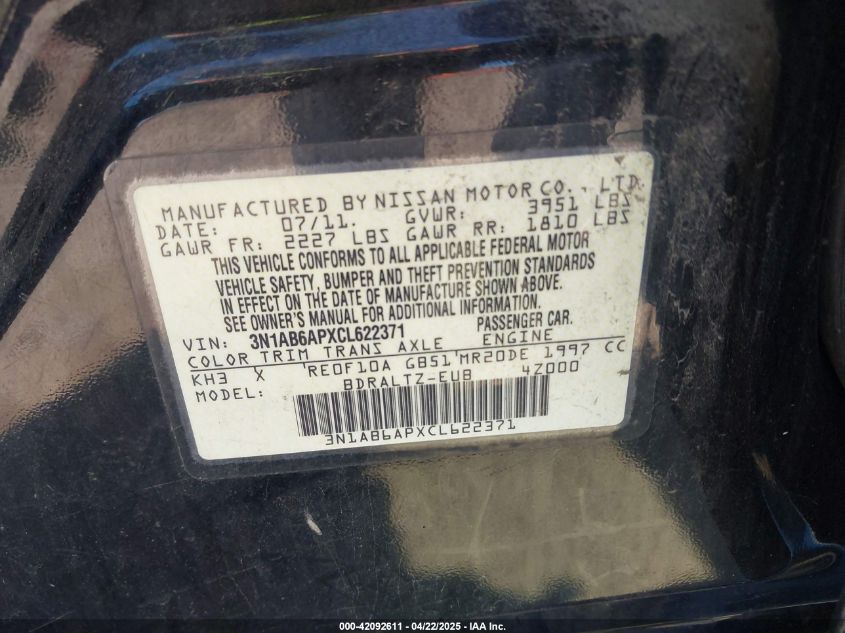 MANUFACTURED BY NISSAN MOTOR CO., LTD.
DATE: 07/11, GVWR: 3951 LBS
GAWR FR: 2227 LBS GAWR RR: 1810 LBS
THIS VEHICLE CONFORMS TO ALL APPLICABLE FEDERAL MOTOR
VEHICLE SAFETY, BUMPER AND THEFT PREVENTION STANDARDS
IN EFFECT ON THE DATE OF MANUFACTURE SHOWN ABOVE.
SEE OWNER'S MANUAL FOR ADDITIONAL INFORMATION.
VIN: 3N1AB6APXCL622371 PASSENGER CAR.
COLOR TRIM TRANS AXLE ENGINE
KH3 X 'RE0F10A GB51'MR20DE 1997 CC
MODEL: BDRALTZ-EUB 4Z000
3N1AB6APXCL622371
000-42092611 - 04/22/2025 - IAA Inc.